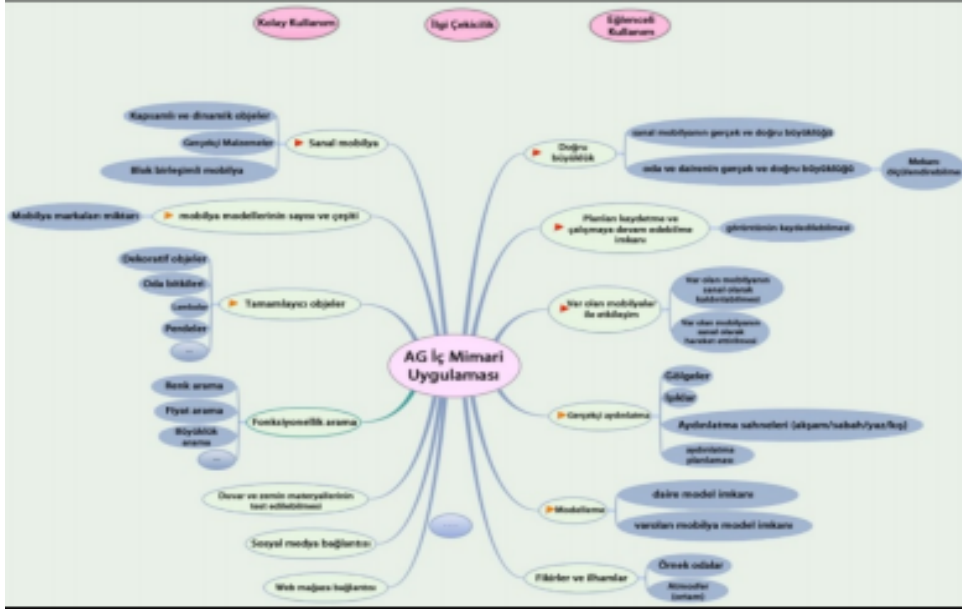 Kolay Kullanım
İlgi Çekicilik
Eğlenceli
Kullanım
Kapsamlı ve dinamik objeler
Gerçekçi Malzemeler
Blok birleşimli mobilya
Sanal mobilya
Mobilya markaları miktarı
mobilya modellerinin sayısı ve çeşiti
Dekoratif objeler
Oda bitkileri
Lambalar
Perdeler
...
Tamamlayıcı objeler
AG İç Mimari
Uygulaması
Renk arama
Fiyat arama
Büyüklük
arama
...
Fonksiyonellik arama
Duvar ve zemin materyallerinin
test edilebilmesi
Sosyal medya bağlantısı
Web mağaza bağlantısı
Doğru
büyüklük
sanal mobilyanın gerçek ve doğru büyüklüğü
oda ve dairenin gerçek ve doğru büyüklüğü
Mekanı
ölçülendirebilme
Planları kaydetme ve
çalışmaya devam edebilme
imkanı
görüntünün kaydedilebilmesi
Var olan mobilyalar
ile etkileşim
Var olan mobilyanın
sanal olarak
kaldırılabilmesi
Var olan mobilyanın
sanal olarak
hareket ettirilmesi
Gerçekçi aydınlatma
Gölgeler
Işıklar
Aydınlatma sahneleri (akşam/sabah/yaz/kış)
aydınlatma
planlaması
Modelleme
daire model imkanı
varolan mobilya model imkanı
Fikirler ve ilhamlar
Örnek odalar
Atmosfer
(ortam)